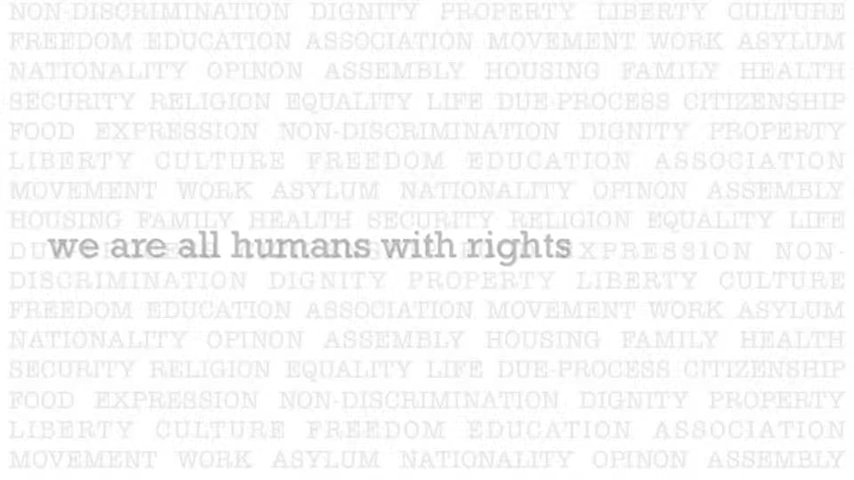 NON-DISCRIMINATION DIGNITY PROPERTY LIBERTY CULTURE
FREEDOM EDUCATION ASSOCIATION MOVEMENT WORK ASYLUM
NATIONALITY OPINON ASSEMBLY HOUSING FAMILY HEALTH
SECURITY RELIGION EQUALITY LIFE DUE-PROCESS CITIZENSHIP
FOOD EXPRESSION NON-DISCRIMINATION DIGNITY PROPERTY
LIBERTY CULTURE FREEDOM EDUCATION ASSOCIATION
MOVEMENT WORK ASYLUM NATIONALITY OPINON ASSEMBLY
HOUSING FAMILY HEALTH SECURITY RELIGION EQUALITY LIFE
we are all humans with rights
EXPRESSION NON-
DISCRIMINATION DIGNITY PROPERTY LIBERTY CULTURE
FREEDOM EDUCATION ASSOCIATION MOVEMENT WORK ASYLUM
NATIONALITY OPINON ASSEMBLY HOUSING FAMILY HEALTH
SECURITY RELIGION EQUALITY LIFE DUE-PROCESS CITIZENSHIP
FOOD EXPRESSION NON-DISCRIMINATION DIGNITY PROPERTY
LIBERTY CULTURE FREEDOM EDUCATION ASSOCIATION
MOVEMENT WORK ASYLUM NATIONALITY OPINON ASSEMBLY